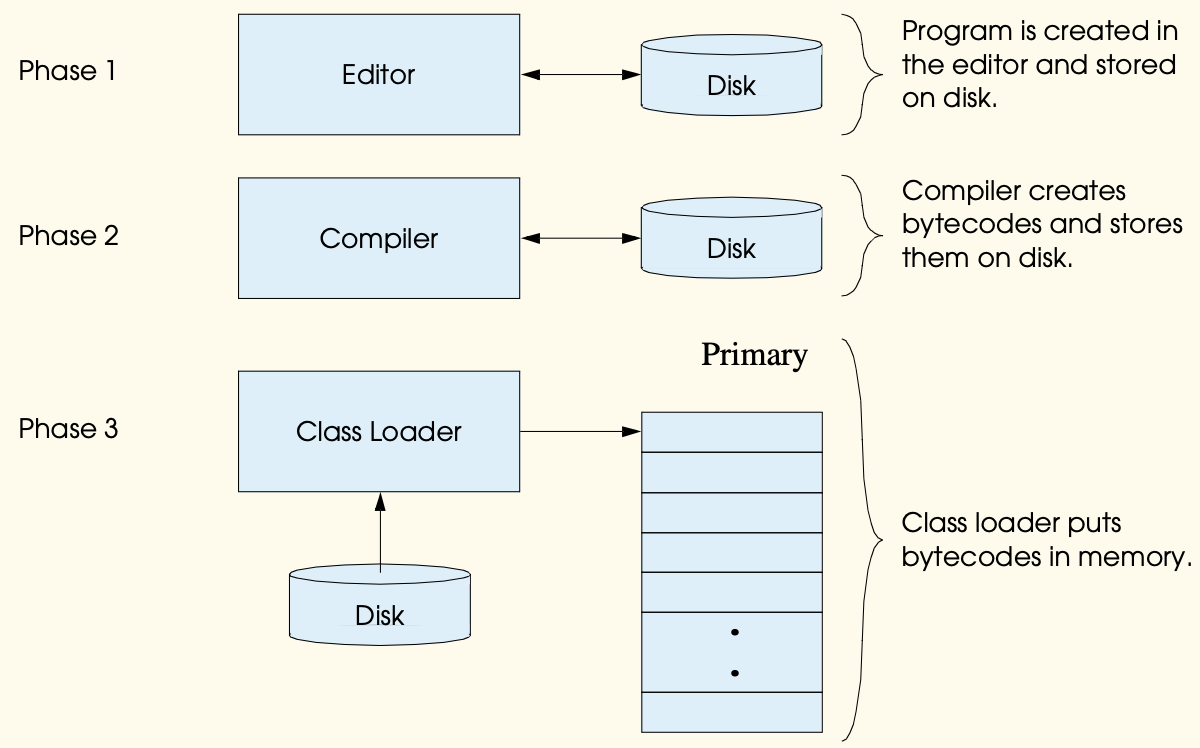 Phase 1
Editor
Disk
Program is created in
the editor and stored
on disk.
Phase 2
Compiler
Disk
Compiler creates
bytecodes and stores
them on disk.
Primary
Phase 3
Class Loader
Disk
Class loader puts
bytecodes in memory.